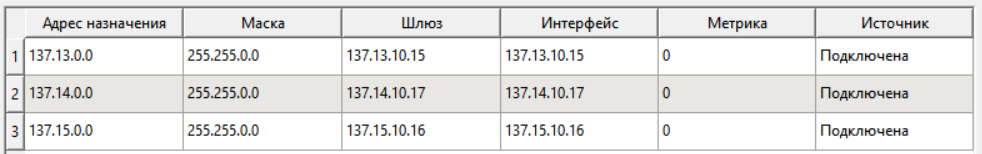 Адрес назначения Маска Шлюз Интерфейс Метрика Источник
1 137.13.0.0 255.255.0.0 137.13.10.15 137.13.10.15 0 Подключена
2 137.14.0.0 255.255.0.0 137.14.10.17 137.14.10.17 0 Подключена
3 137.15.0.0 255.255.0.0 137.15.10.16 137.15.10.16 0 Подключена